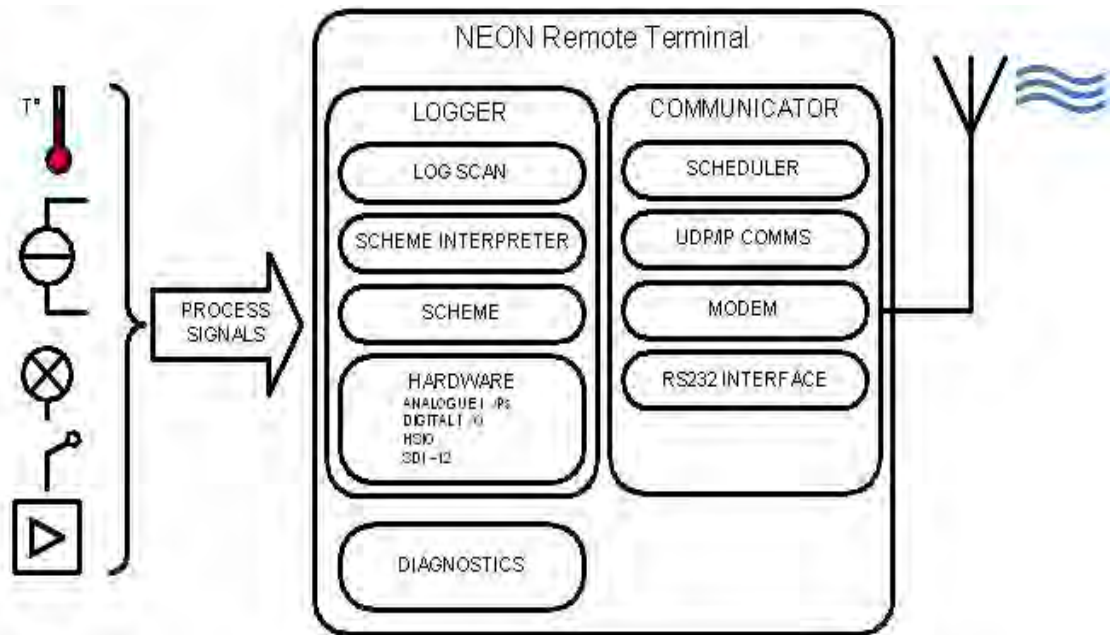 NEON Remote Terminal
T°
LOGGER
COMMUNICATOR
LOG SCAN
SCHEDULER
SCHEME INTERPRETER
UDP/IP COMMS
PROCESS
SIGNALS
SCHEME
MODEM
HARDWARE
ANALOGUE I/Ps
DIGITAL I/O
HSIO
SDI-12
RS232 INTERFACE
DIAGNOSTICS